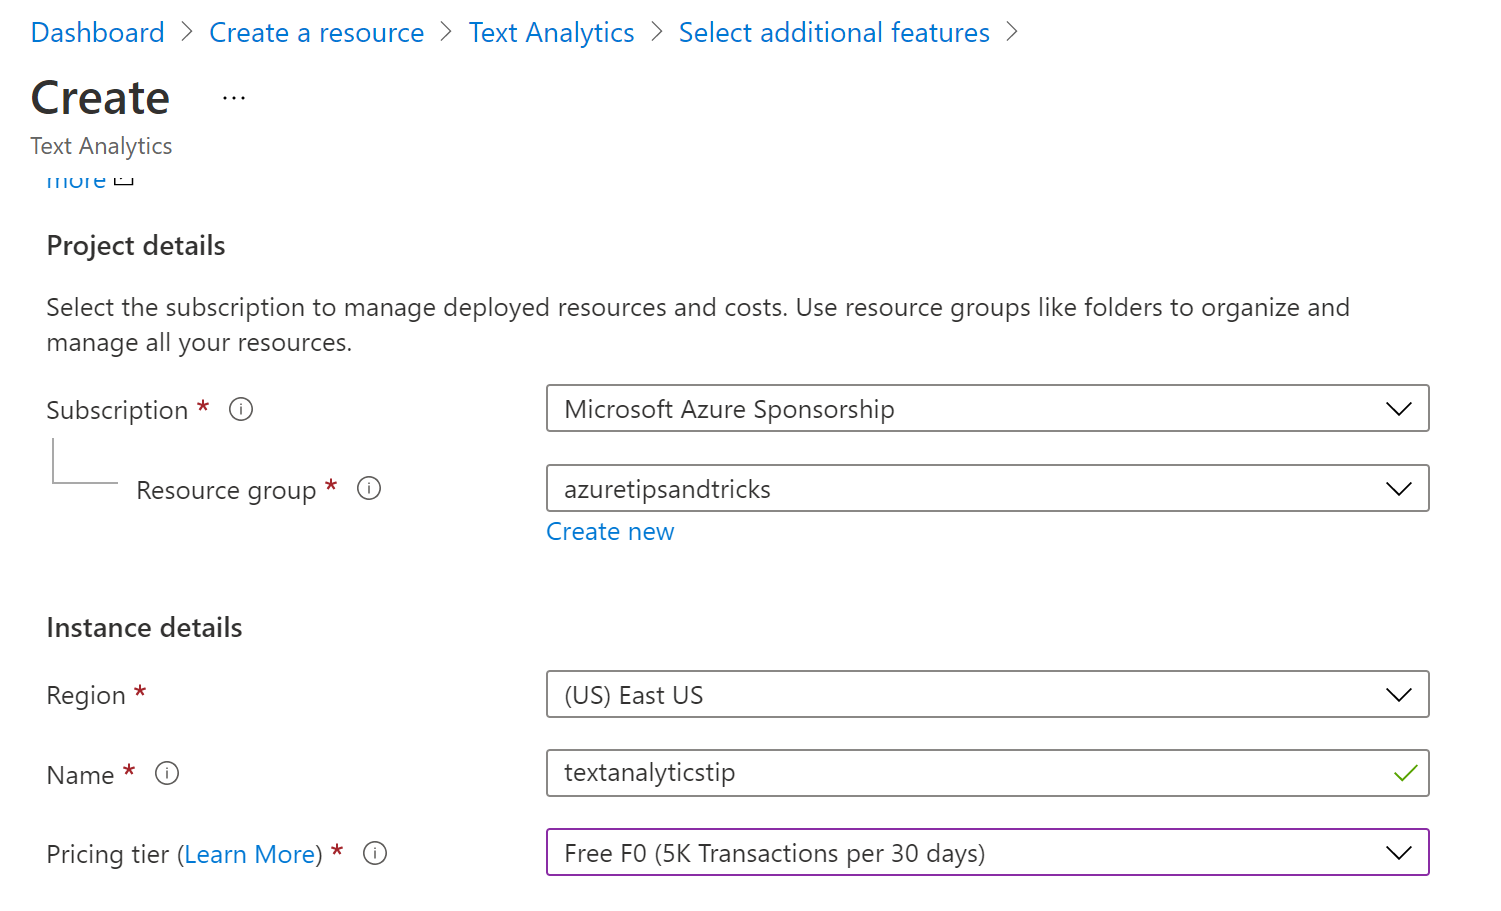 Dashboard > Create a resource > Text Analytics > Select additional features >
Create ...
Text Analytics
more
Project details
Select the subscription to manage deployed resources and costs. Use resource groups like folders to organize and
manage all your resources.
Subscription * Microsoft Azure Sponsorship
Resource group * azuretipsandtricks
Create new
Instance details
Region * (US) East US
Name * textanalyticstip
Pricing tier (Learn More) * Free F0 (5K Transactions per 30 days)